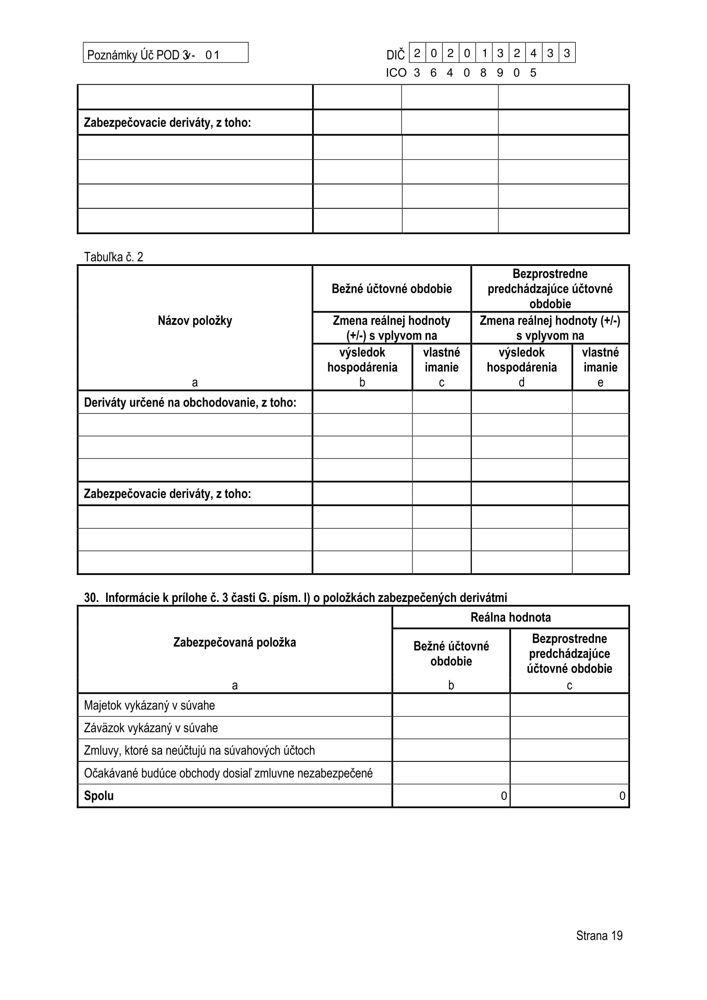 Poznámky Úč POD 3v- 01
DIČ 2 0 2 0 1 3 2 4 3 3
ICO 3 6 4 0 8 9 0 5
Zabezpečovacie deriváty, z toho:
Tabuľka č. 2
Názov položky
a
Bežné účtovné obdobie
Bezprostredne
predchádzajúce účtovné
obdobie
Zmena reálnej hodnoty
(+/-) s vplyvom na
Zmena reálnej hodnoty (+/-)
s vplyvom na
výsledok
hospodárenia
b
vlastné
imanie
c
výsledok
hospodárenia
d
vlastné
imanie
e
Deriváty určené na obchodovanie, z toho:
Zabezpečovacie deriváty, z toho:
30. Informácie k prílohe č. 3 časti G. písm. l) o položkách zabezpečených derivátmi
Zabezpečovaná položka
a
Reálna hodnota
Bežné účtovné
obdobie
b
Bezprostredne
predchádzajúce
účtovné obdobie
c
Majetok vykázaný v súvahe
Záväzok vykázaný v súvahe
Zmluvy, ktoré sa neúčtujú na súvahových účtoch
Očakávané budúce obchody dosiaľ zmluvne nezabezpečené
Spolu 0 0
Strana 19